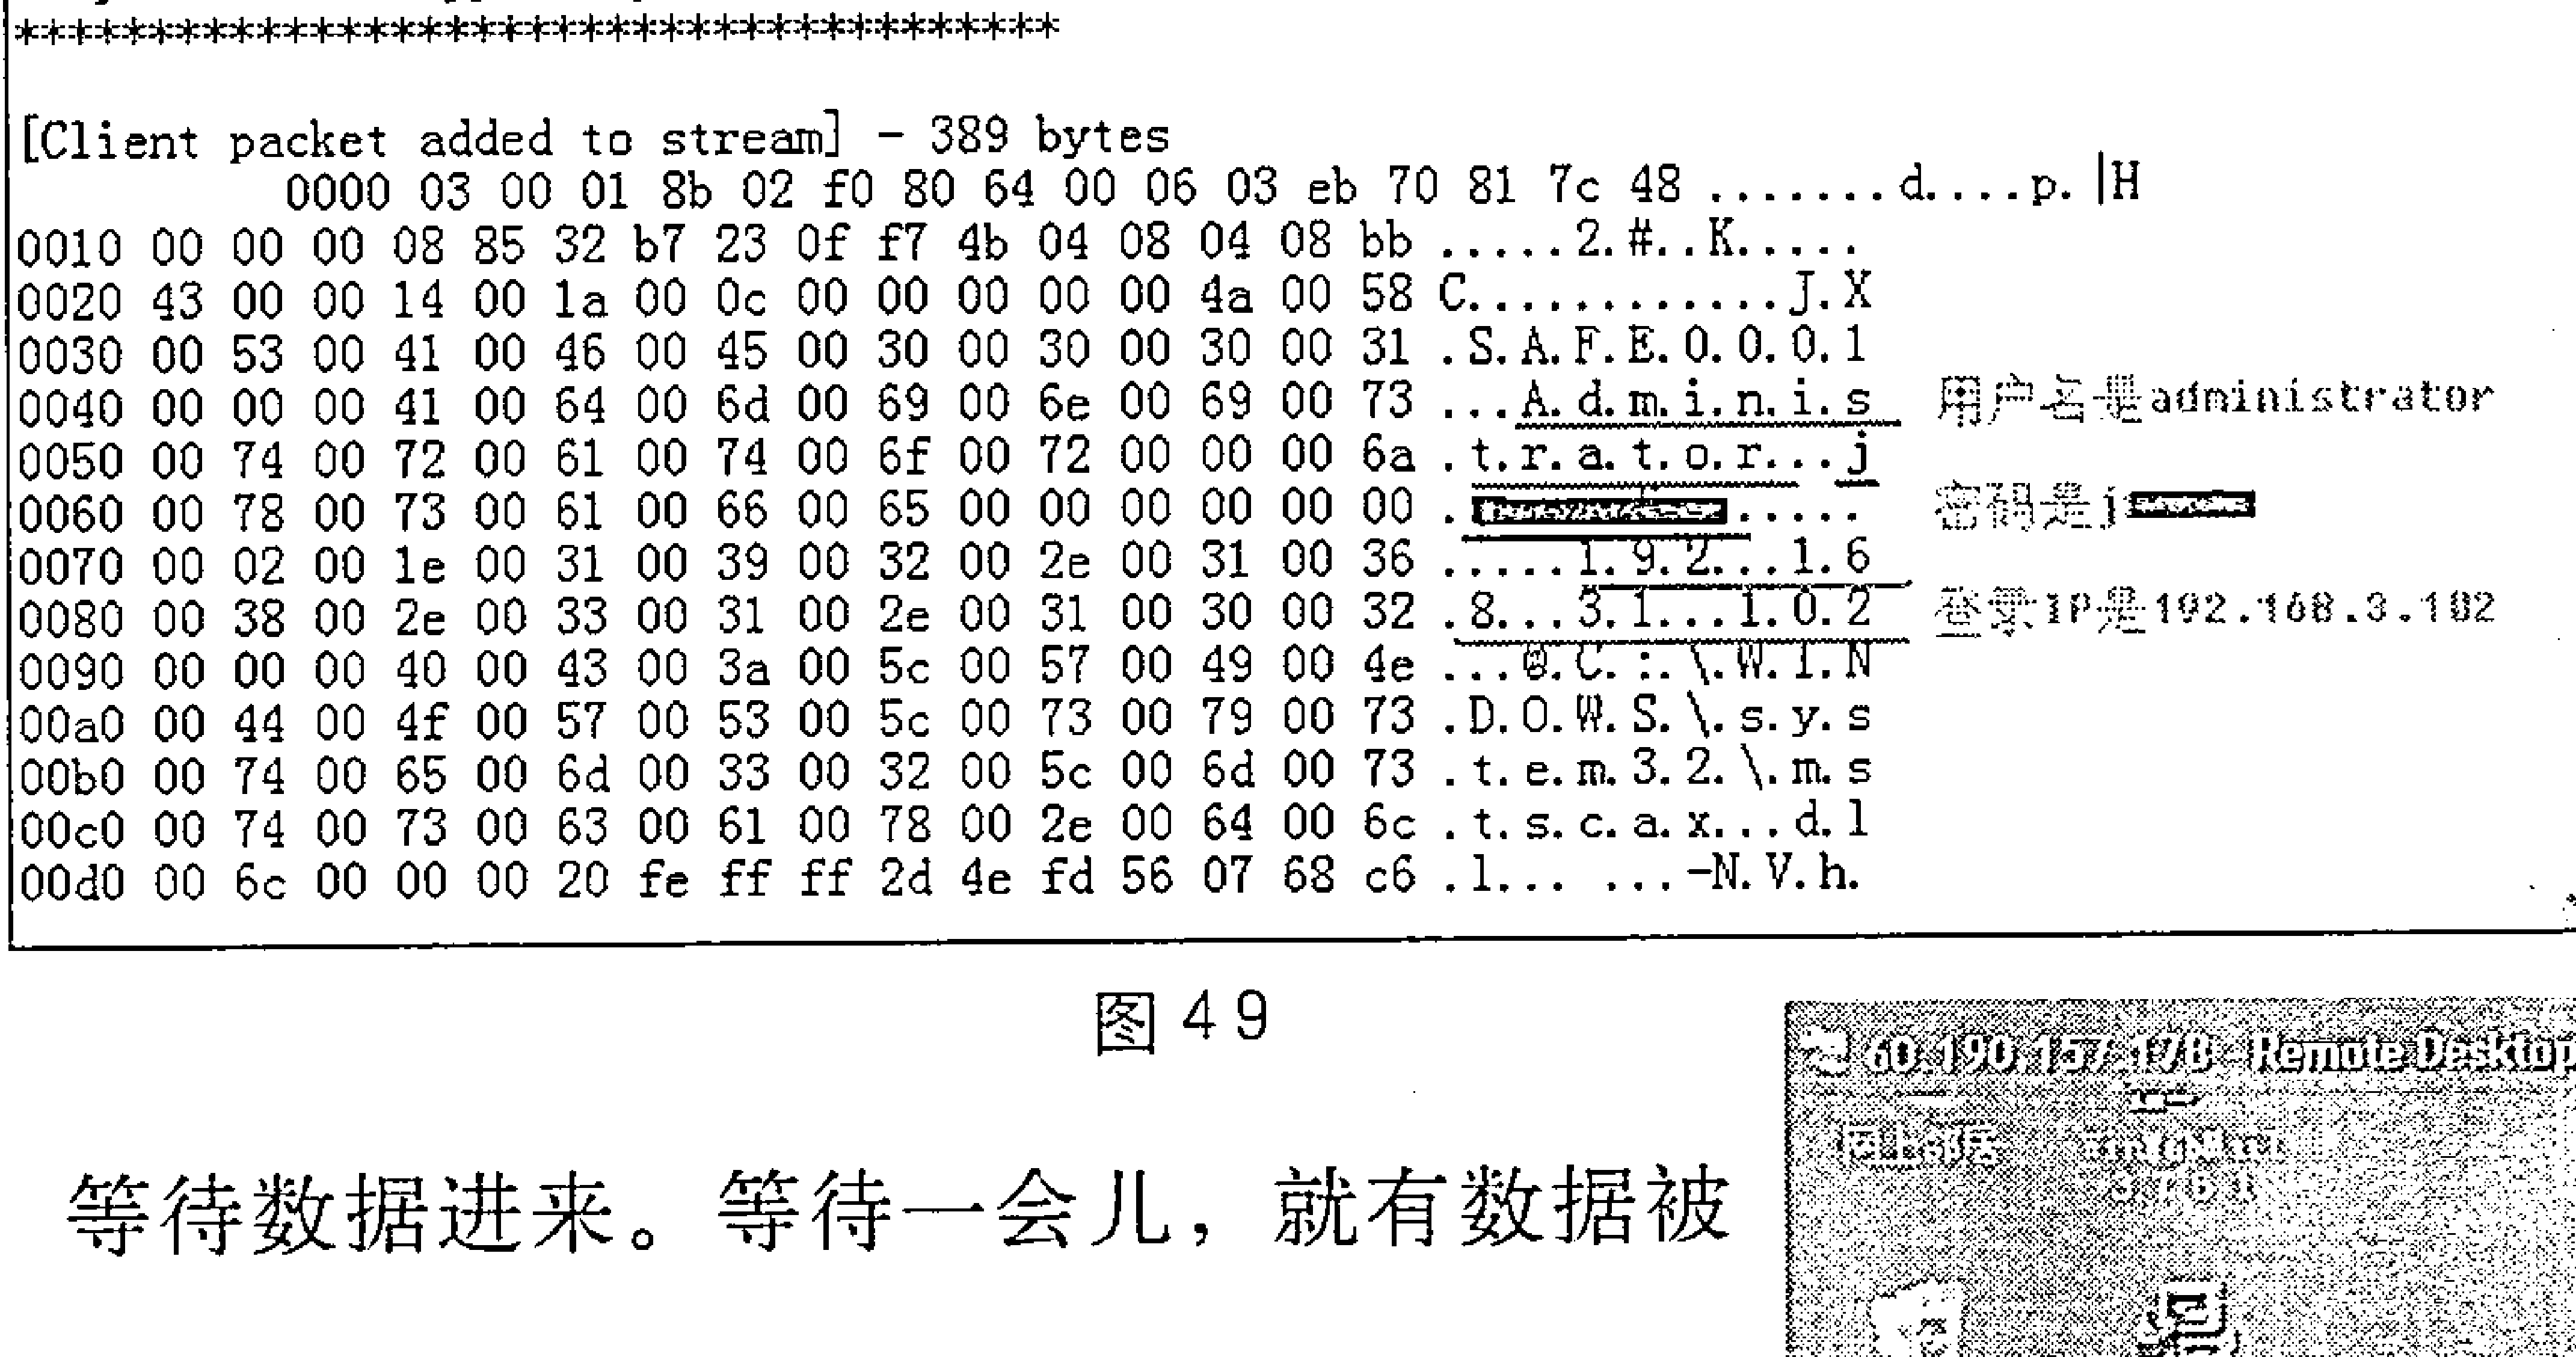 ****************************************
[Client packet added to stream] - 389 bytes
0000 03 00 01 8b 02 f0 80 64 00 06 03 eb 70 81 7c 48 .......d....p.|H
0010 00 00 00 08 85 32 b7 23 0f f7 4b 04 08 04 08 bb .....2.#..K.....
0020 43 00 00 14 00 1a 00 0c 00 00 00 00 00 4a 00 58 C............J.X
0030 00 53 00 41 00 46 00 45 00 30 00 30 00 30 00 31 .S.A.F.E.0.0.0.1
0040 00 00 00 41 00 64 00 6d 00 69 00 6e 00 69 00 73 ...A.d.m.i.n.i.s 用户名是administrator
0050 00 74 00 72 00 61 00 74 00 6f 00 72 00 00 00 6a .t.r.a.t.o.r...j
0060 00 78 00 73 00 61 00 66 00 65 00 00 00 00 00 00 . ..... 密码是j
0070 00 02 00 1e 00 31 00 39 00 32 00 2e 00 31 00 36 .....1.9.2...1.6
0080 00 38 00 2e 00 33 00 31 00 2e 00 31 00 30 00 32 .8...3.1...1.0.2 登录IP是192.168.3.102
0090 00 00 00 40 00 43 00 3a 00 5c 00 57 00 49 00 4e ...@.C.:.\.W.I.N
00a0 00 44 00 4f 00 57 00 53 00 5c 00 73 00 79 00 73 .D.O.W.S.\.s.y.s
00b0 00 74 00 65 00 6d 00 33 00 32 00 5c 00 6d 00 73 .t.e.m.3.2.\.m.s
00c0 00 74 00 73 00 63 00 61 00 78 00 2e 00 64 00 6c .t.s.c.a.x...d.l
00d0 00 6c 00 00 00 20 fe ff ff 2d 4e fd 56 07 68 c6 .l... ...-N.V.h.
图49
60.190.157.178 - Remote Desktop
网上邻居
等待数据进来。等待一会儿，就有数据被